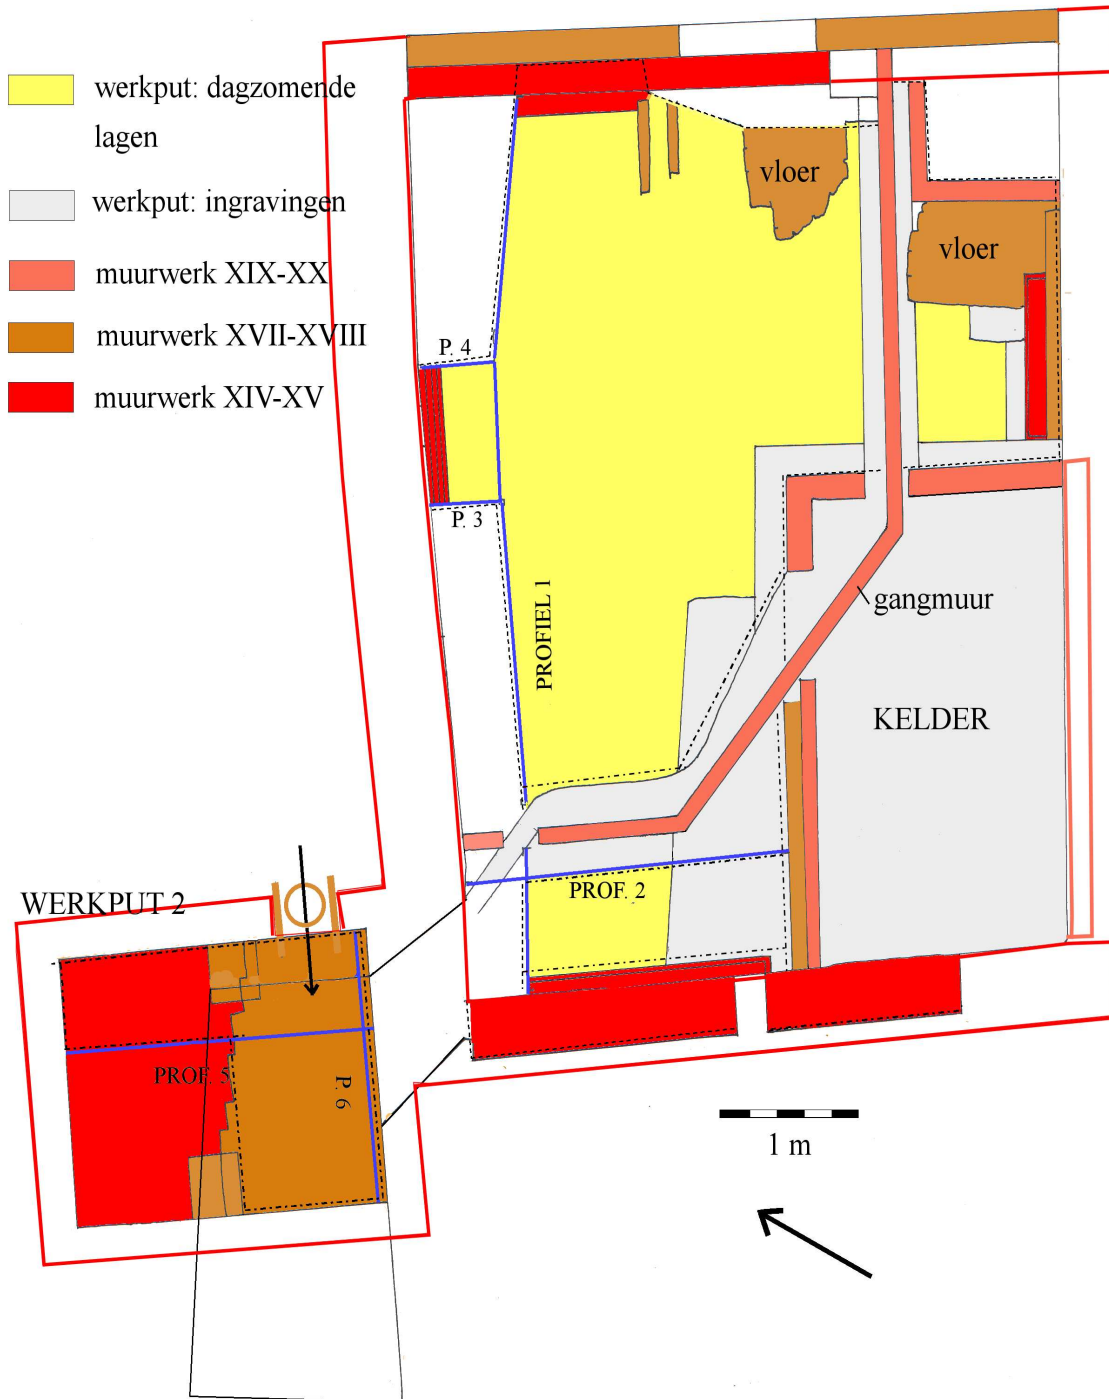 werkput: dagzomende
lagen
werkput: ingravingen
muurwerk XIX-XX
muurwerk XVII-XVIII
muurwerk XIV-XV
vloer
vloer
P. 4
P. 3
PROFIEL 1
gangmuur
KELDER
PROF. 2
WERKPUT 2
PROF. 5
P. 6
1 m